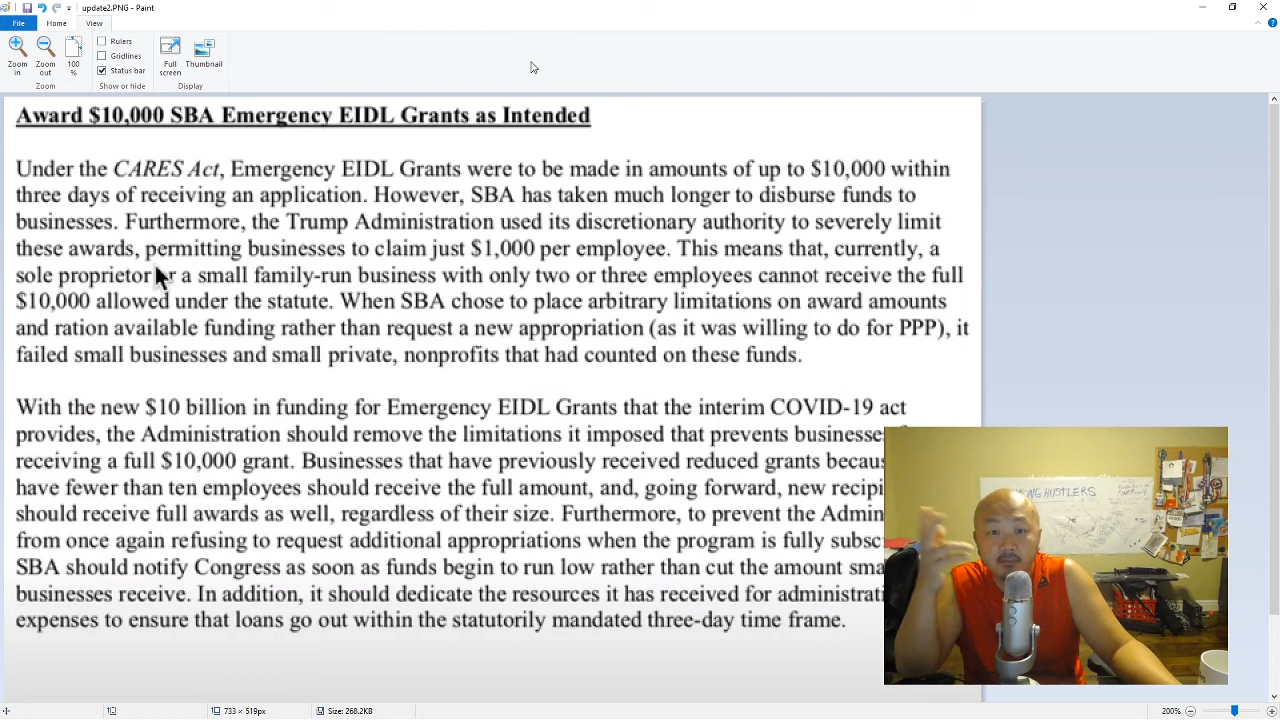 update2.PNG - Paint
File Home View
Zoom in
Zoom out
100 %
Rulers
Gridlines
Status bar
Full screen
Thumbnail
Zoom
Show or hide
Display
Award $10,000 SBA Emergency EIDL Grants as Intended
Under the CARES Act, Emergency EIDL Grants were to be made in amounts of up to $10,000 within
three days of receiving an application. However, SBA has taken much longer to disburse funds to
businesses. Furthermore, the Trump Administration used its discretionary authority to severely limit
these awards, permitting businesses to claim just $1,000 per employee. This means that, currently, a
sole proprietor or a small family-run business with only two or three employees cannot receive the full
$10,000 allowed under the statute. When SBA chose to place arbitrary limitations on award amounts
and ration available funding rather than request a new appropriation (as it was willing to do for PPP), it
failed small businesses and small private, nonprofits that had counted on these funds.
With the new $10 billion in funding for Emergency EIDL Grants that the interim COVID-19 act
provides, the Administration should remove the limitations it imposed that prevents businesses
receiving a full $10,000 grant. Businesses that have previously received reduced grants becau
have fewer than ten employees should receive the full amount, and, going forward, new recipi
should receive full awards as well, regardless of their size. Furthermore, to prevent the Admin
from once again refusing to request additional appropriations when the program is fully subsc
SBA should notify Congress as soon as funds begin to run low rather than cut the amount sma
businesses receive. In addition, it should dedicate the resources it has received for administrati
expenses to ensure that loans go out within the statutorily mandated three-day time frame.
HUSTLERS
733 × 519px
Size: 268.2KB
200%